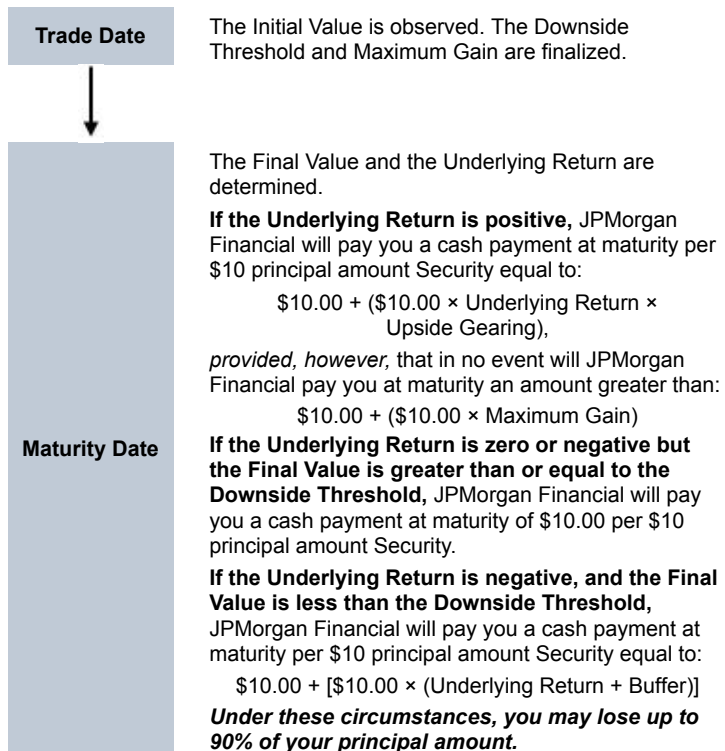 Trade Date
The Initial Value is observed. The Downside
Threshold and Maximum Gain are finalized.
Maturity Date
The Final Value and the Underlying Return are
determined.
If the Underlying Return is positive, JPMorgan
Financial will pay you a cash payment at maturity per
$10 principal amount Security equal to:
$10.00 + ($10.00 × Underlying Return ×
Upside Gearing),
provided, however, that in no event will JPMorgan
Financial pay you at maturity an amount greater than:
$10.00 + ($10.00 × Maximum Gain)
If the Underlying Return is zero or negative but
the Final Value is greater than or equal to the
Downside Threshold, JPMorgan Financial will pay
you a cash payment at maturity of $10.00 per $10
principal amount Security.
If the Underlying Return is negative, and the Final
Value is less than the Downside Threshold,
JPMorgan Financial will pay you a cash payment at
maturity per $10 principal amount Security equal to:
$10.00 + [$10.00 × (Underlying Return + Buffer)]
Under these circumstances, you may lose up to
90% of your principal amount.